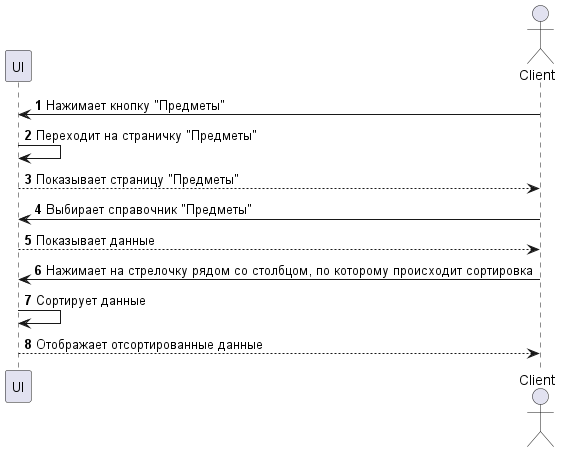 Client
UI
1 Нажимает кнопку "Предметы"
2 Переходит на страничку "Предметы"
3 Показывает страницу "Предметы"
4 Выбирает справочник "Предметы"
5 Показывает данные
6 Нажимает на стрелочку рядом со столбцом, по которому происходит сортировка
7 Сортирует данные
8 Отображает отсортированные данные
UI
Client